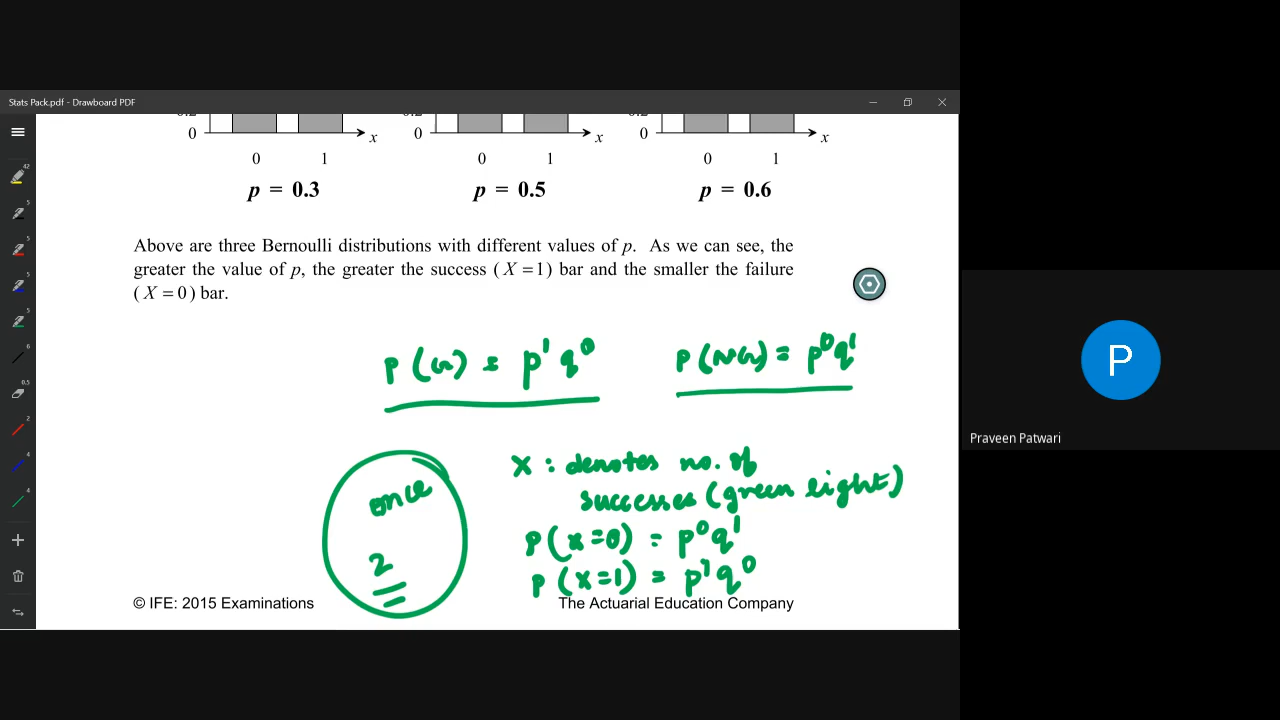 Stats Pack.pdf - Drawboard PDF
0 x 0 x 0 x
0 1 0 1 0 1
p = 0.3 p = 0.5 p = 0.6
Above are three Bernoulli distributions with different values of p. As we can see, the
greater the value of p, the greater the success (X=1) bar and the smaller the failure
(X=0) bar.
P(G) = p¹q⁰ P(NG) = p⁰q¹
once
2
X : denotes no. of
successes (green light)
P(X=0) = p⁰q¹
P(X=1) = p¹q⁰
© IFE: 2015 Examinations The Actuarial Education Company
P
Praveen Patwari